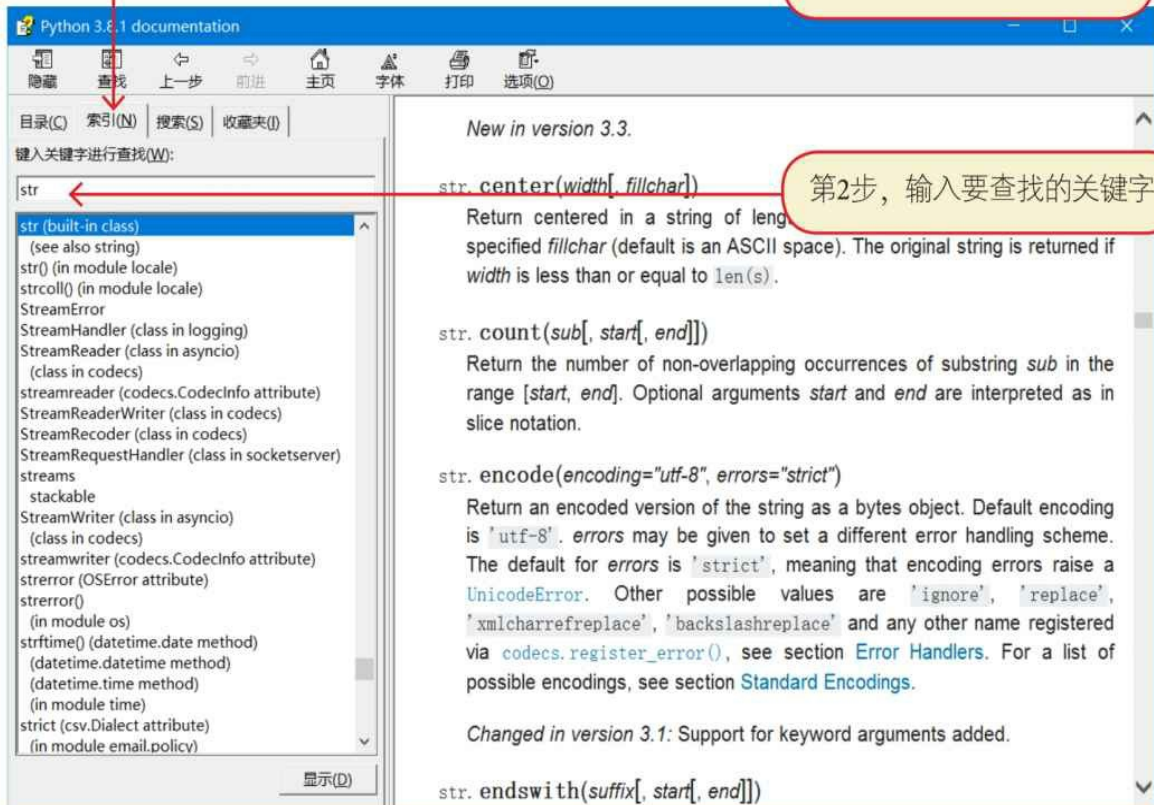 Python 3.8.1 documentation
隐藏 查找 上一步 前进 主页 字体 打印 选项(O)
目录(C) 索引(N) 搜索(S) 收藏夹(I)
键入关键字进行查找(W):
str
str (built-in class)
(see also string)
str() (in module locale)
strcoll() (in module locale)
StreamError
StreamHandler (class in logging)
StreamReader (class in asyncio)
(class in codecs)
streamreader (codecs.CodecInfo attribute)
StreamReaderWriter (class in codecs)
StreamRecoder (class in codecs)
StreamRequestHandler (class in socketserver)
streams
stackable
StreamWriter (class in asyncio)
(class in codecs)
streamwriter (codecs.CodecInfo attribute)
strerror (OSError attribute)
strerror()
(in module os)
strftime() (datetime.date method)
(datetime.datetime method)
(datetime.time method)
(in module time)
strict (csv.Dialect attribute)
(in module email.policy)
显示(D)
New in version 3.3.
str. center(width[, fillchar])
第2步，输入要查找的关键字
Return centered in a string of
specified fillchar (default is an ASCII space). The original string is returned if
width is less than or equal to len(s).
str. count(sub[, start[, end]])
Return the number of non-overlapping occurrences of substring sub in the
range [start, end]. Optional arguments start and end are interpreted as in
slice notation.
str. encode(encoding="utf-8", errors="strict")
Return an encoded version of the string as a bytes object. Default encoding
is 'utf-8'. errors may be given to set a different error handling scheme.
The default for errors is 'strict', meaning that encoding errors raise a
UnicodeError. Other possible values are 'ignore', 'replace',
'xmlcharrefreplace', 'backslashreplace' and any other name registered
via codecs.register_error(), see section Error Handlers. For a list of
possible encodings, see section Standard Encodings.
Changed in version 3.1: Support for keyword arguments added.
str. endswith(suffix[, start[, end]])